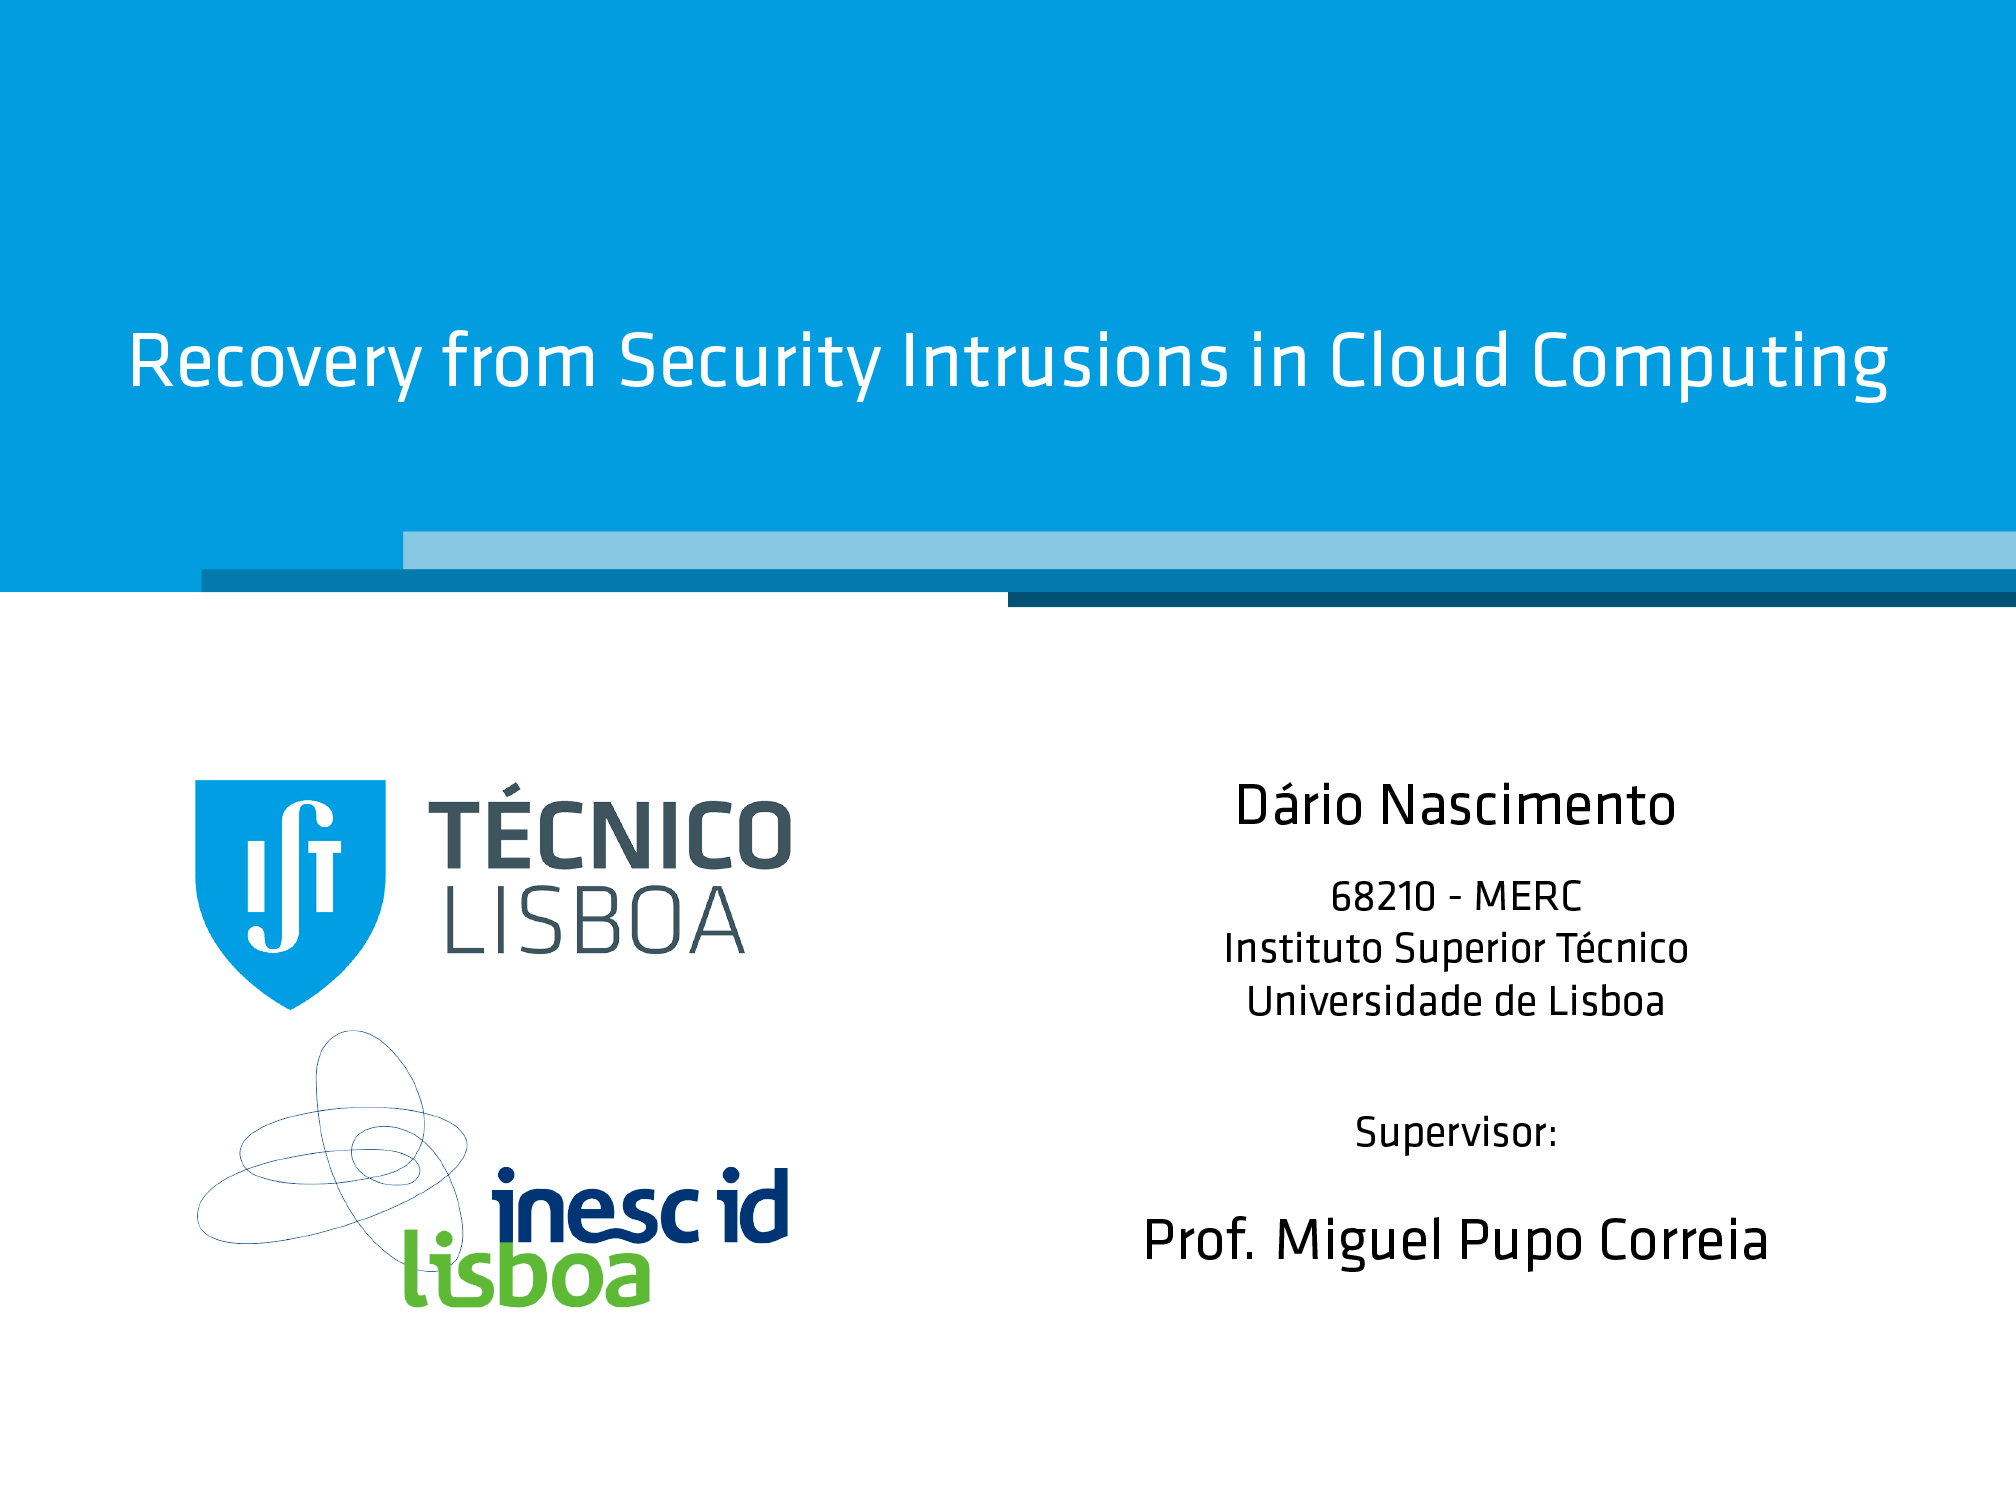 Recovery from Security Intrusions in Cloud Computing
IST
TÉCNICO
LISBOA
inesc id
lisboa
Dário Nascimento
68210 - MERC
Instituto Superior Técnico
Universidade de Lisboa
Supervisor:
Prof. Miguel Pupo Correia